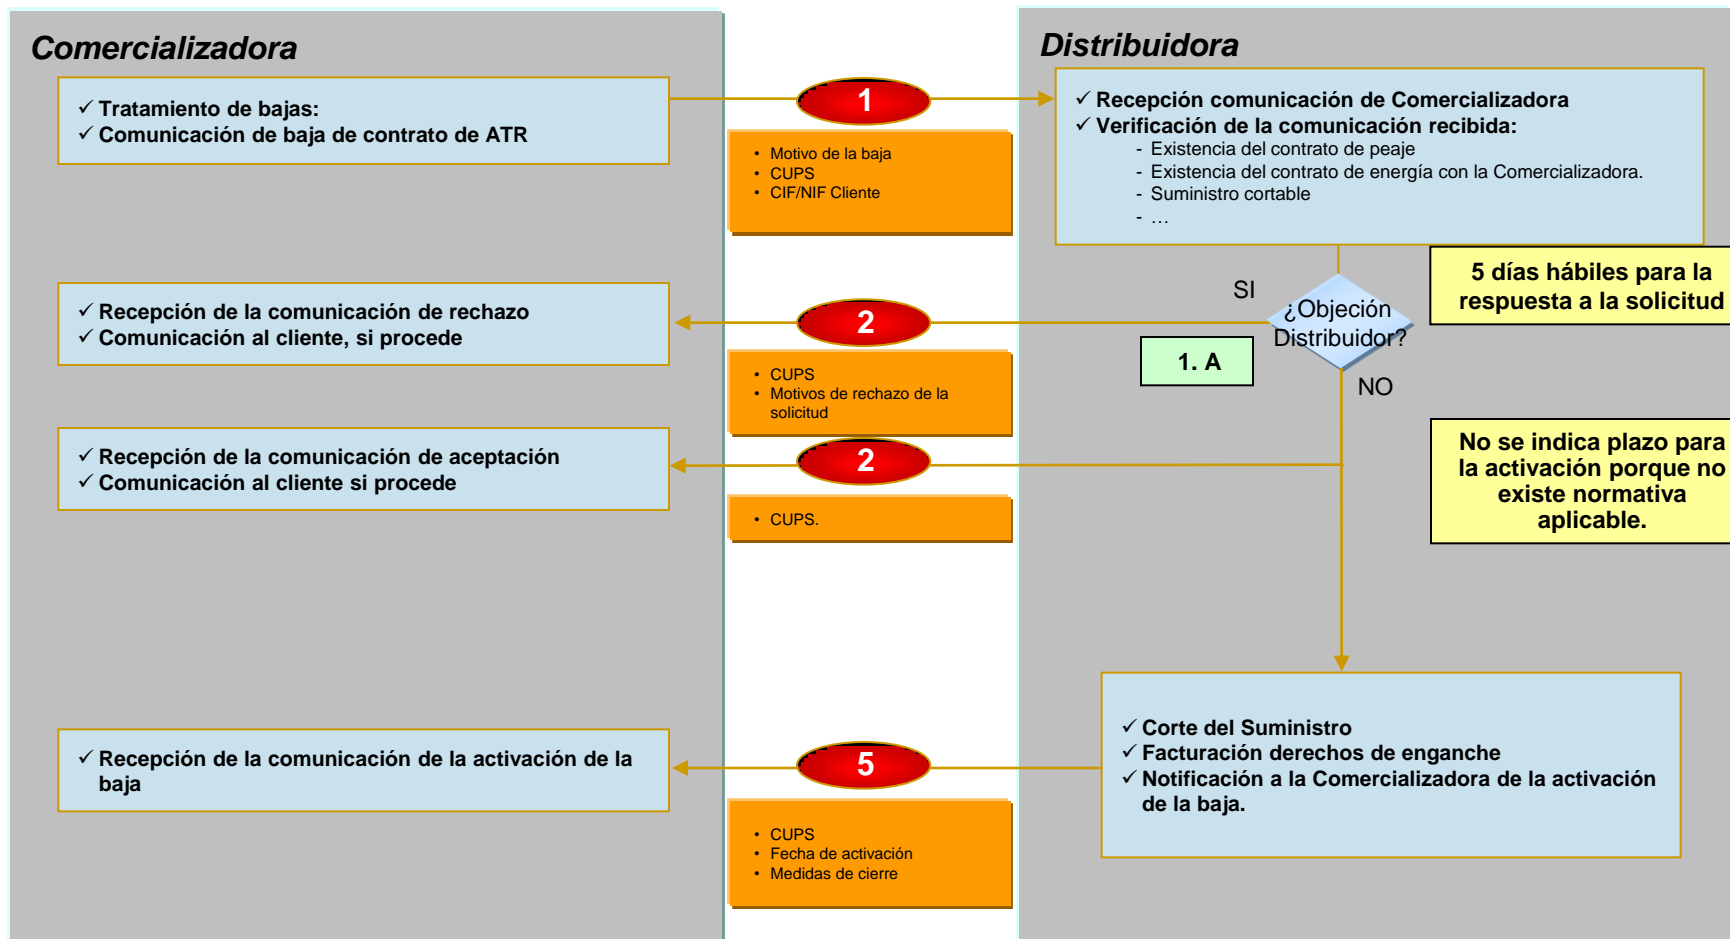 Comercializadora
Distribuidora
✓ Tratamiento de bajas:
✓ Comunicación de baja de contrato de ATR
1
• Motivo de la baja
• CUPS
• CIF/NIF Cliente
✓ Recepción comunicación de Comercializadora
✓ Verificación de la comunicación recibida:
- Existencia del contrato de peaje
- Existencia del contrato de energía con la Comercializadora.
- Suministro cortable
- …
5 días hábiles para la
respuesta a la solicitud
SI
¿Objeción
Distribuidor?
1. A
NO
✓ Recepción de la comunicación de rechazo
✓ Comunicación al cliente, si procede
2
• CUPS
• Motivos de rechazo de la
solicitud
✓ Recepción de la comunicación de aceptación
✓ Comunicación al cliente si procede
2
• CUPS.
No se indica plazo para
la activación porque no
existe normativa
aplicable.
✓ Corte del Suministro
✓ Facturación derechos de enganche
✓ Notificación a la Comercializadora de la activación
de la baja.
✓ Recepción de la comunicación de la activación de la
baja
5
• CUPS
• Fecha de activación
• Medidas de cierre